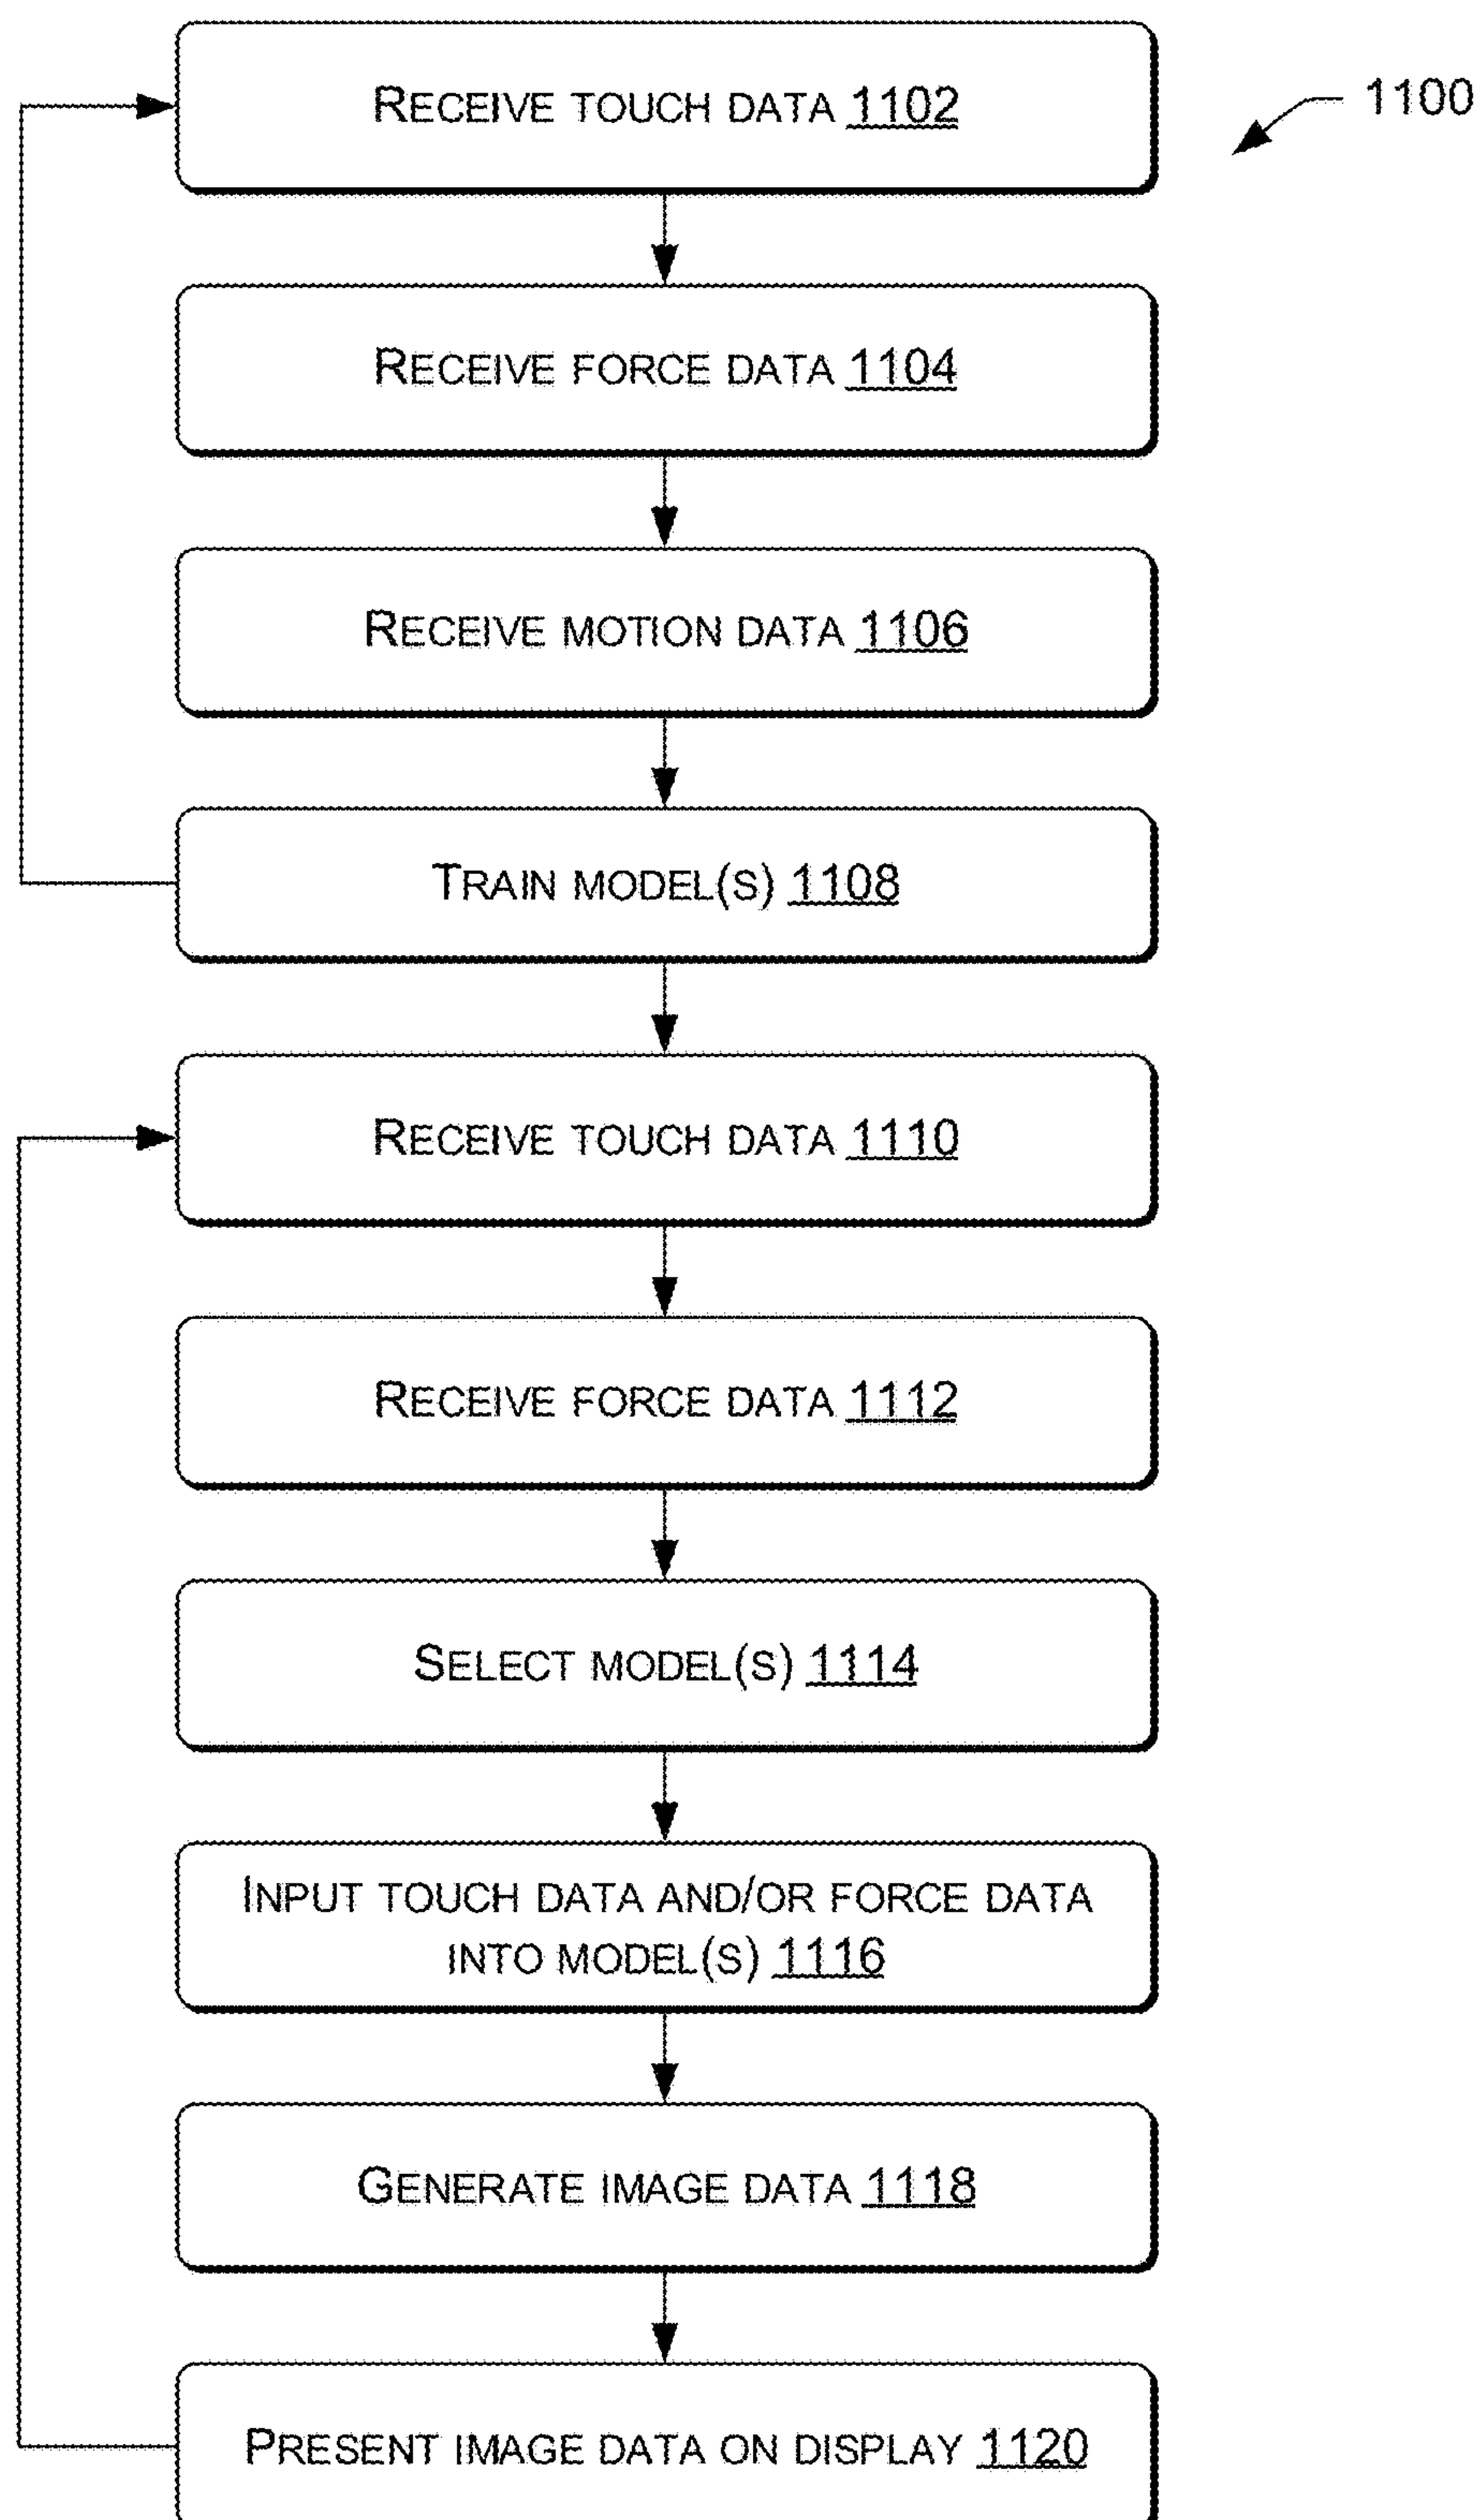 RECEIVE TOUCH DATA 1102
1100
RECEIVE FORCE DATA 1104
RECEIVE MOTION DATA 1106
TRAIN MODEL(S) 1108
RECEIVE TOUCH DATA 1110
RECEIVE FORCE DATA 1112
SELECT MODEL(S) 1114
INPUT TOUCH DATA AND/OR FORCE DATA
INTO MODEL(S) 1116
GENERATE IMAGE DATA 1118
PRESENT IMAGE DATA ON DISPLAY 1120